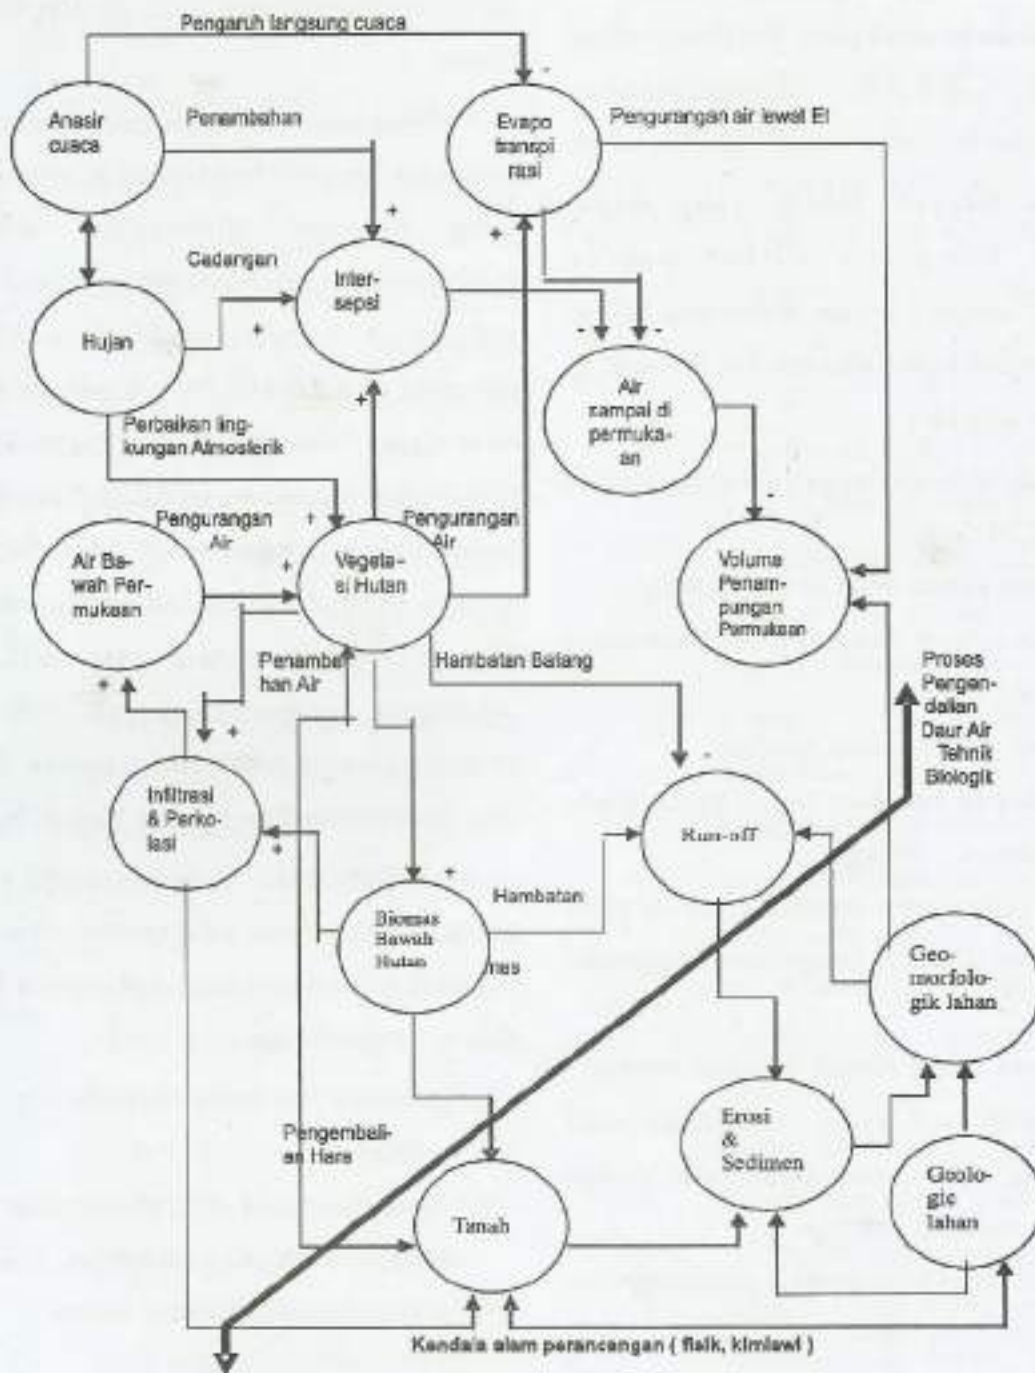 Pengaruh langsung cuaca
-
Anasir
cuaca
Penambahan
Evapo
transpi
rasi
Pengurangan air lewat Et
+
+
Cadangan
Inter-
sepsi
Hujan
+
-
-
Air
sampai di
permuka-
an
+
Perbaikan ling-
kungan Atmosferik
-
Pengurangan
Air
+
+
Pengurangan
Air
Air Ba-
wah Per-
mukaan
Vegeta-
si Hutan
Volume
Penam-
pungan
Permukaan
Penamba
han Air
Hambatan Batang
Proses
Pengen-
dalian
Daur Air
Tehnik
Biologik
+
+
-
Infiltrasi
& Perko-
lasi
Run-off
+
+
Hambatan
Biomas
Bawah
Hutan
nas
Geo-
morfolo-
gik lahan
Pengembali-
an Hara
Erosi
&
Sedimen
Geolo-
gic
lahan
Tanah
Kendala alam perancangan ( fisik, kimiawi )